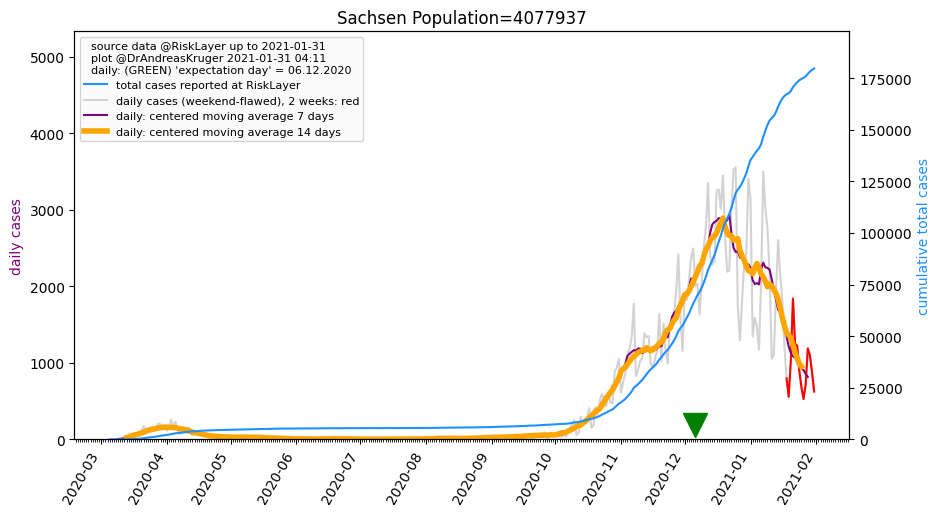 Sachsen Population=4077937
source data @RiskLayer up to 2021-01-31
plot @DrAndreasKruger 2021-01-31 04:11
daily: (GREEN) 'expectation day' = 06.12.2020
total cases reported at RiskLayer
daily cases (weekend-flawed), 2 weeks: red
daily: centered moving average 7 days
daily: centered moving average 14 days
daily cases
5000
4000
3000
2000
1000
0
175000
150000
125000
100000
75000
50000
25000
0
cumulative total cases
2020-03
2020-04
2020-05
2020-06
2020-07
2020-08
2020-09
2020-10
2020-11
2020-12
2021-01
2021-02